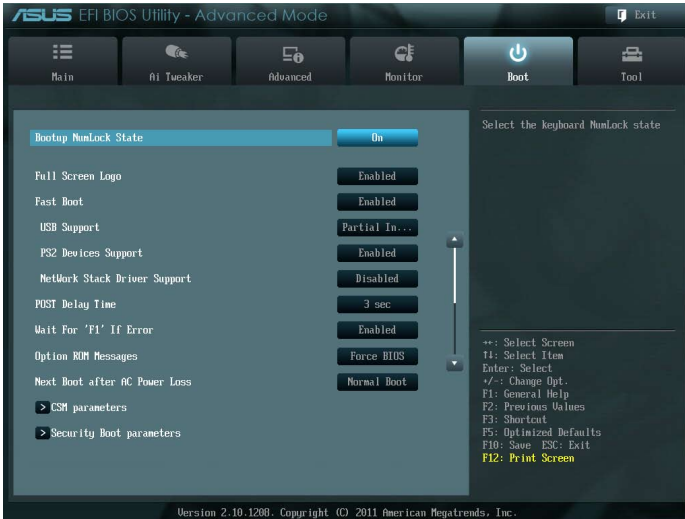 ASUS EFI BIOS Utility - Advanced Mode
Exit
Main
Ai Tweaker
Advanced
Monitor
Boot
Tool
Bootup NumLock State On
Full Screen Logo Enabled
Fast Boot Enabled
USB Support Partial In...
PS2 Devices Support Enabled
NetWork Stack Driver Support Disabled
POST Delay Time 3 sec
Wait For 'F1' If Error Enabled
Option ROM Messages Force BIOS
Next Boot after AC Power Loss Normal Boot
> CSM parameters
> Security Boot parameters
Select the keyboard NumLock state
→←: Select Screen
↑↓: Select Item
Enter: Select
+/-: Change Opt.
F1: General Help
F2: Previous Values
F3: Shortcut
F5: Optimized Defaults
F10: Save ESC: Exit
F12: Print Screen
Version 2.10.1208. Copyright (C) 2011 American Megatrends, Inc.